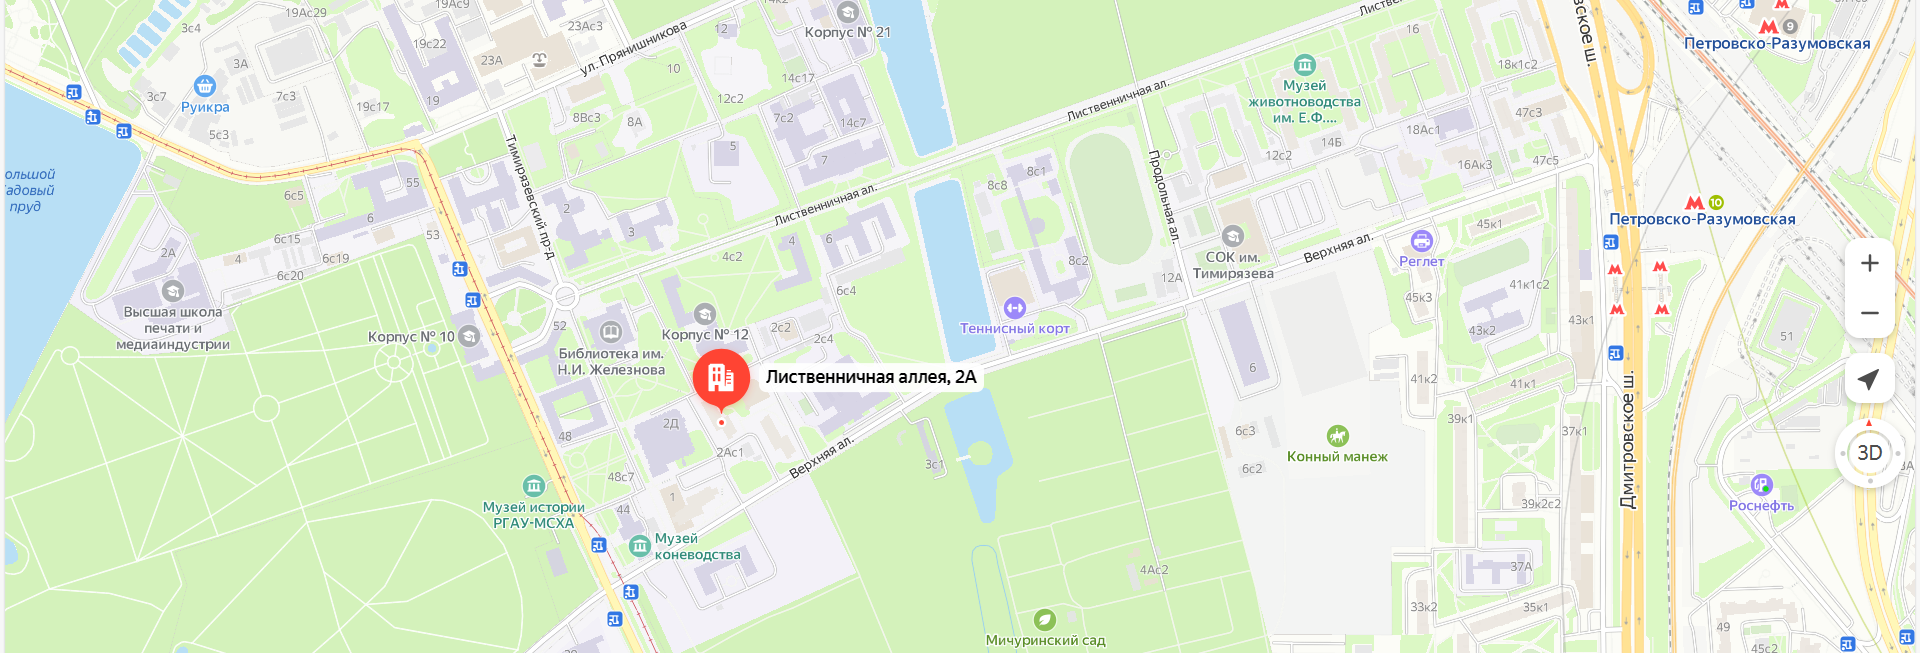 19Ас29
19Ас9
14к2
Листвен
3с4
23Ас3
12
Корпус № 21
16
9
Петровско-Разумовская
19с22
3А
23А
ул. Прянишникова
10
14с17
18к1с2
Руикра
3с7
7с3
19с17
19
12с2
Музей
животноводства
им. Е.Ф....
Лиственничная ал.
47с3
5с3
8Вс3
8А
7с2
14с7
18Ас1
Тимирязевский пр-д
5
7
12с2
14Б
16Ак3
47с5
ольшой
адовый
пруд
6с5
55
8с8
8с1
Продольная ал.
10
Петровско-Разумовская
6
2
3
Лиственничная ал.
45к1
53
6с15
4
6с19
6с20
2А
4с2
4
6
8с2
12А
СОК им.
Тимирязева
Верхняя ал.
Реглет
6с4
45к3
41к1с2
Высшая школа
печати и
медиаиндустрии
Корпус № 10
52
Корпус № 12
2с2
2с4
Теннисный корт
43к2
43к1
51
Библиотека им.
Н.И. Железнова
Лиственничная аллея, 2А
6
41к2
41к1
Дмитровское ш.
48
2Д
2Ас1
Верхняя ал.
3с1
6с3
6с2
Конный манеж
39к1
37к1
3D
48с7
1
Музей истории
РГАУ-МСХА
44
39к2с2
Роснефть
Музей
коневодства
4Ас2
37А
33к2
35к1
Мичуринский сад
49
45с2